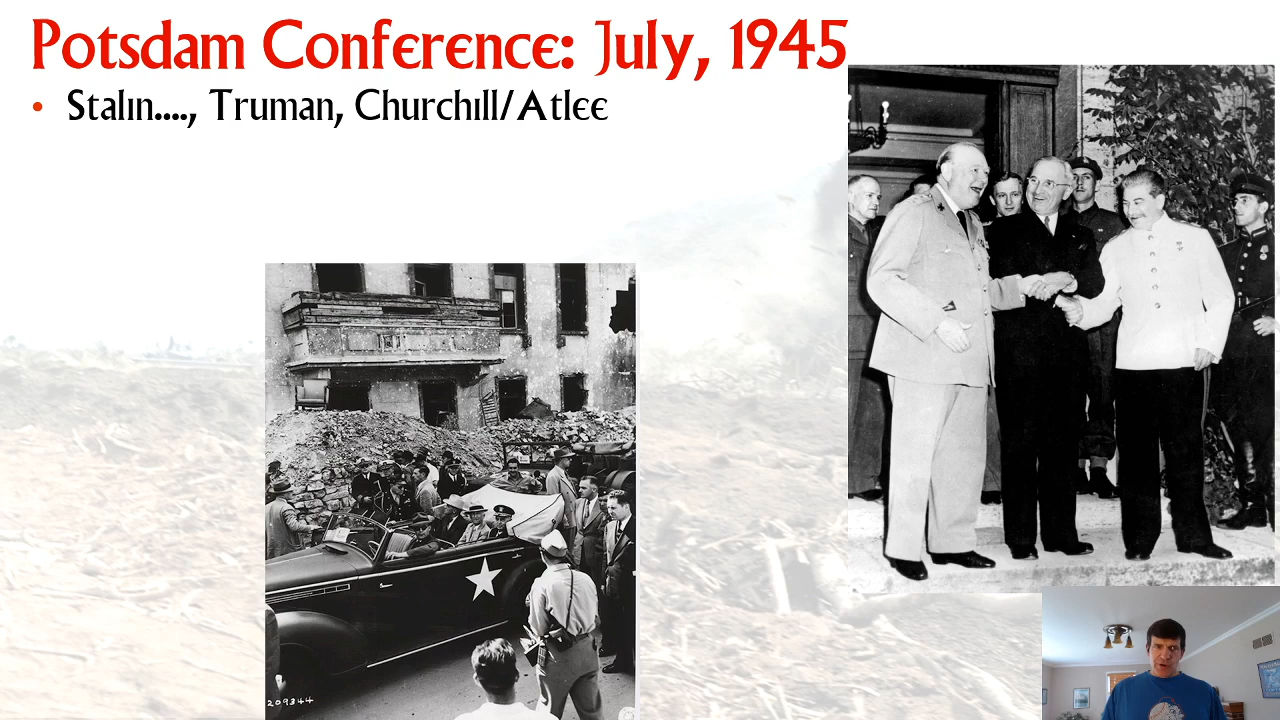 Potsdam Conference: July, 1945
• Stalin...., Truman, Churchill/Atlee
209344